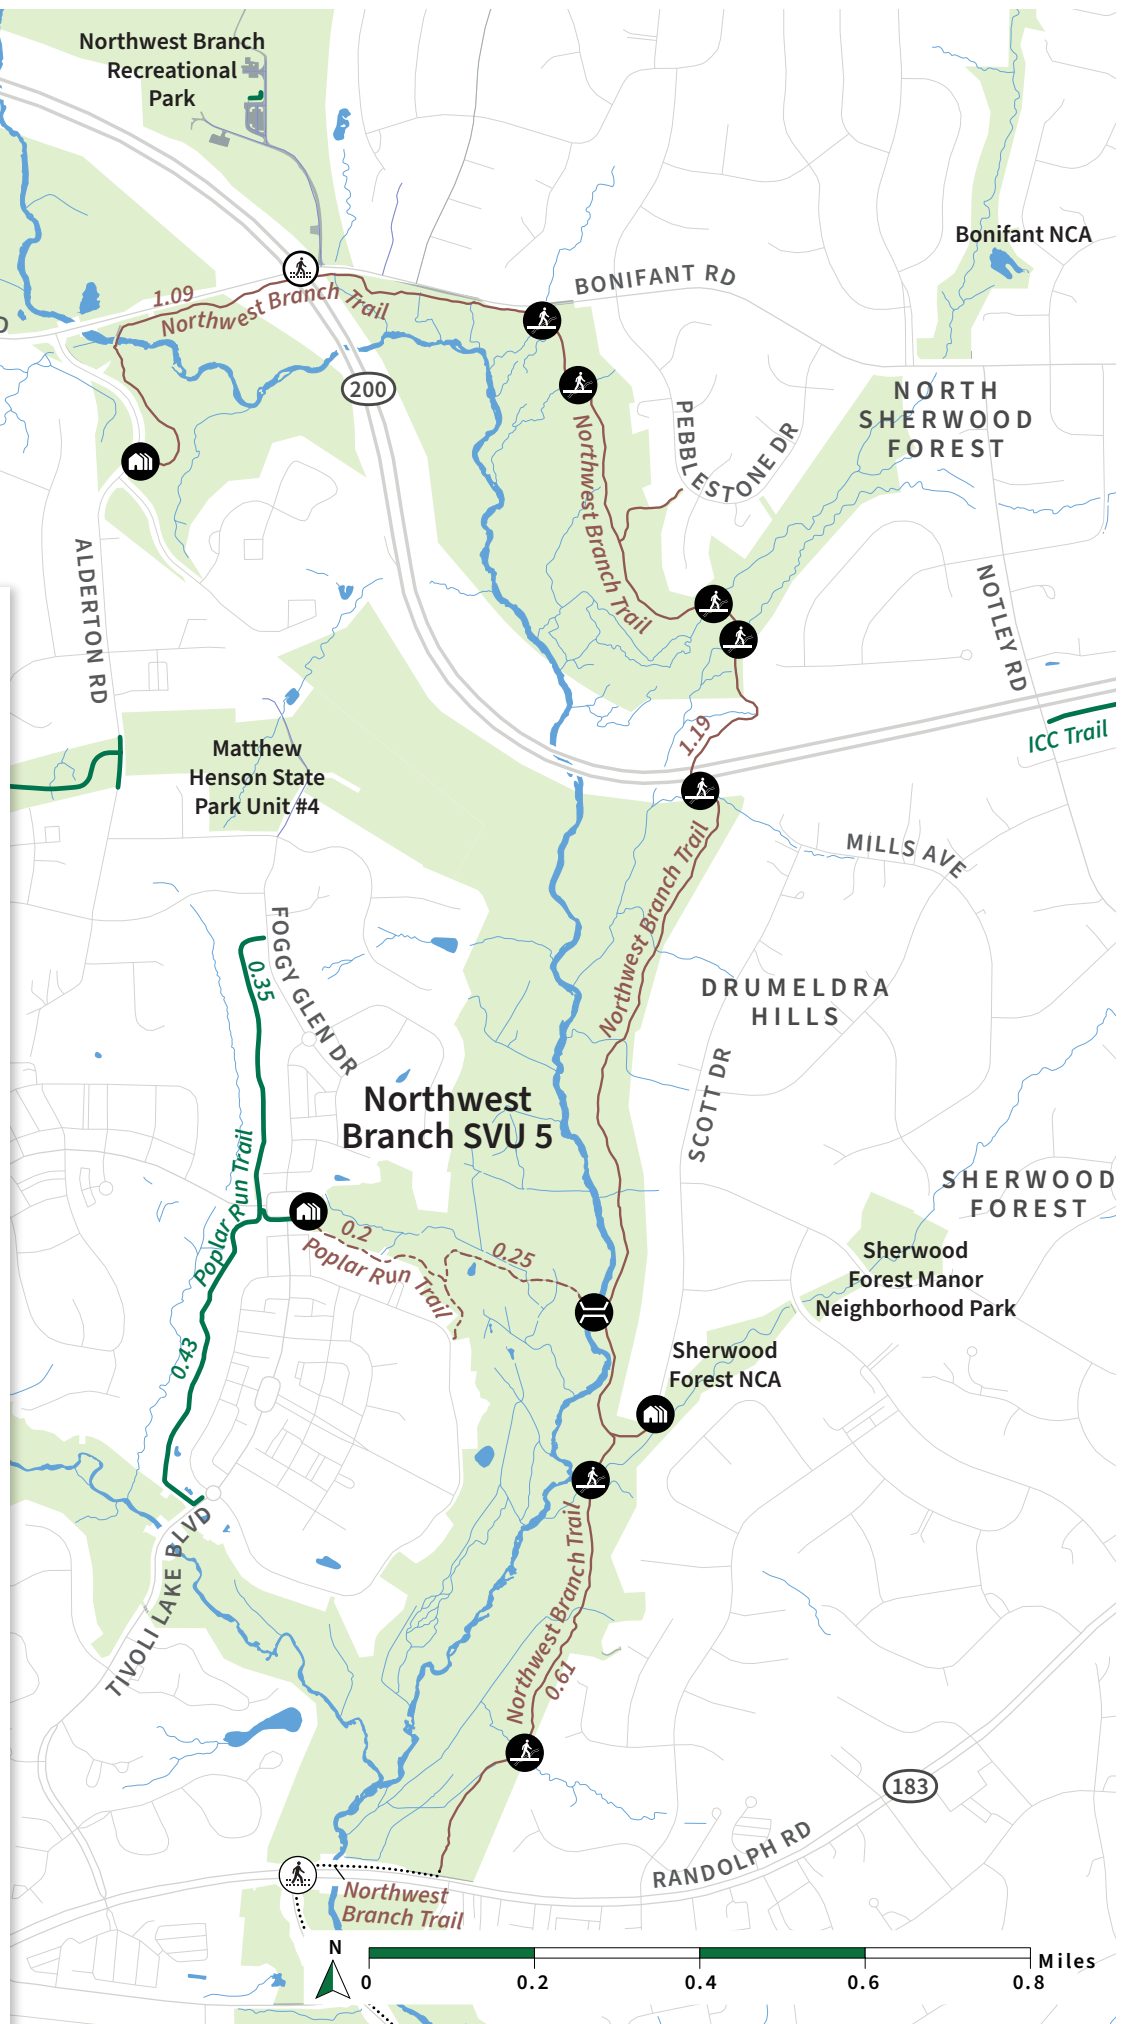 Northwest Branch
Recreational
Park
Bonifant NCA
BONIFANT RD
1.09
Northwest Branch Trail
200
NORTH
SHERWOOD
FOREST
PEBBLESTONE DR
Northwest Branch Trail
ALDERTON RD
NOTLEY RD
1.19
ICC Trail
Matthew
Henson State
Park Unit #4
MILLS AVE
Northwest Branch Trail
FOGGY GLEN DR
0.35
DRUMELDRA
HILLS
SCOTT DR
Northwest
Branch SVU 5
Poplar Run Trail
SHERWOOD
FOREST
0.2
Poplar Run Trail
0.25
Sherwood
Forest Manor
Neighborhood Park
0.43
Sherwood
Forest NCA
TIVOLI LAKE BLVD
Northwest Branch Trail
0.61
183
RANDOLPH RD
Northwest
Branch Trail
N
Miles
0 0.2 0.4 0.6 0.8